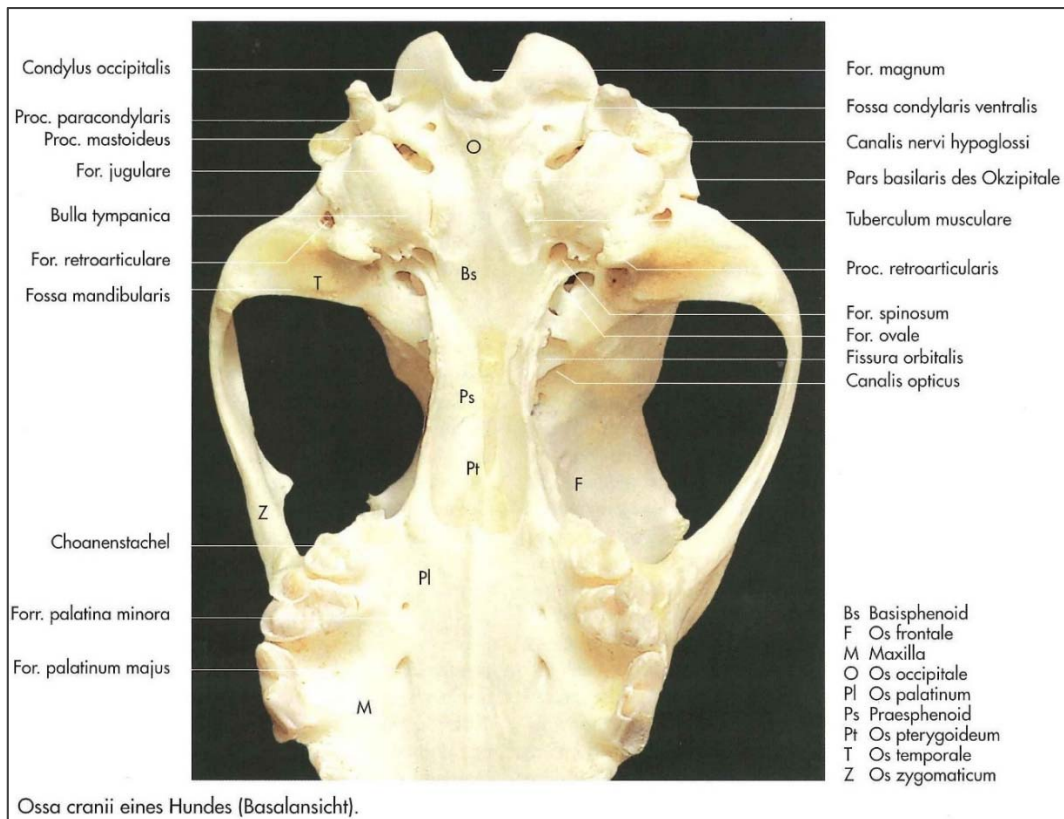 Condylus occipitalis
Proc. paracondylaris
Proc. mastoideus
For. jugulare
Bulla tympanica
For. retroarticulare
Fossa mandibularis
Choanenstachel
Forr. palatina minora
For. palatinum majus
O
Bs
T
Ps
Pt
F
Z
Pl
M
For. magnum
Fossa condylaris ventralis
Canalis nervi hypoglossi
Pars basilaris des Okzipitale
Tuberculum musculare
Proc. retroarticularis
For. spinosum
For. ovale
Fissura orbitalis
Canalis opticus
Bs Basisphenoid
F Os frontale
M Maxilla
O Os occipitale
Pl Os palatinum
Ps Praesphenoid
Pt Os pterygoideum
T Os temporale
Z Os zygomaticum
Ossa cranii eines Hundes (Basalansicht).